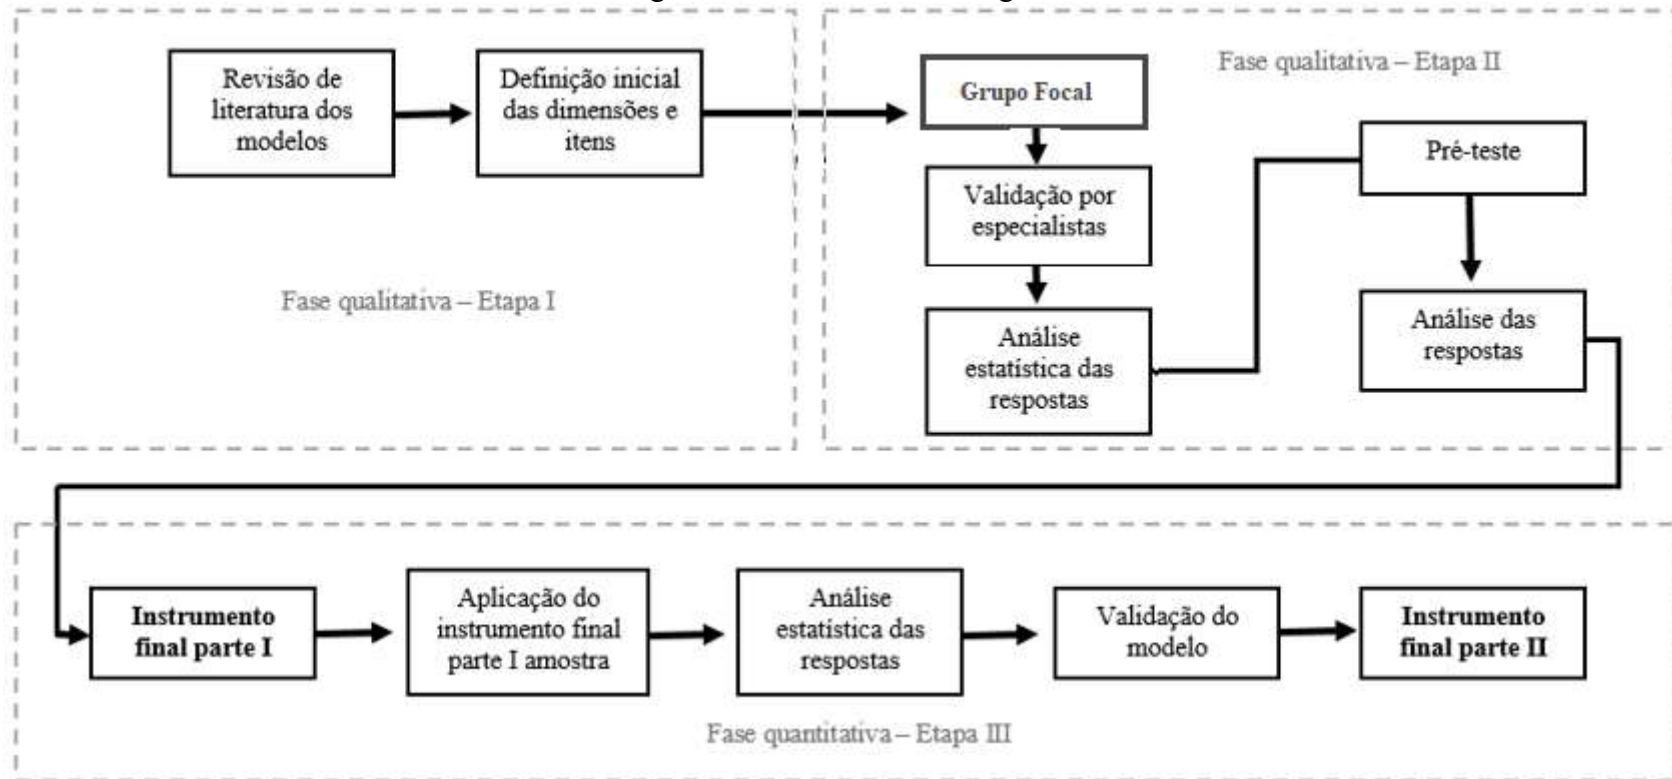 Revisão de
literatura dos
modelos
Definição inicial
das dimensões e
itens
Fase qualitativa – Etapa I
Fase qualitativa – Etapa II
Grupo Focal
Validação por
especialistas
Análise
estatística das
respostas
Pré-teste
Análise das
respostas
Instrumento
final parte I
Aplicação do
instrumento final
parte I amostra
Análise
estatística das
respostas
Validação do
modelo
Instrumento
final parte II
Fase quantitativa – Etapa III